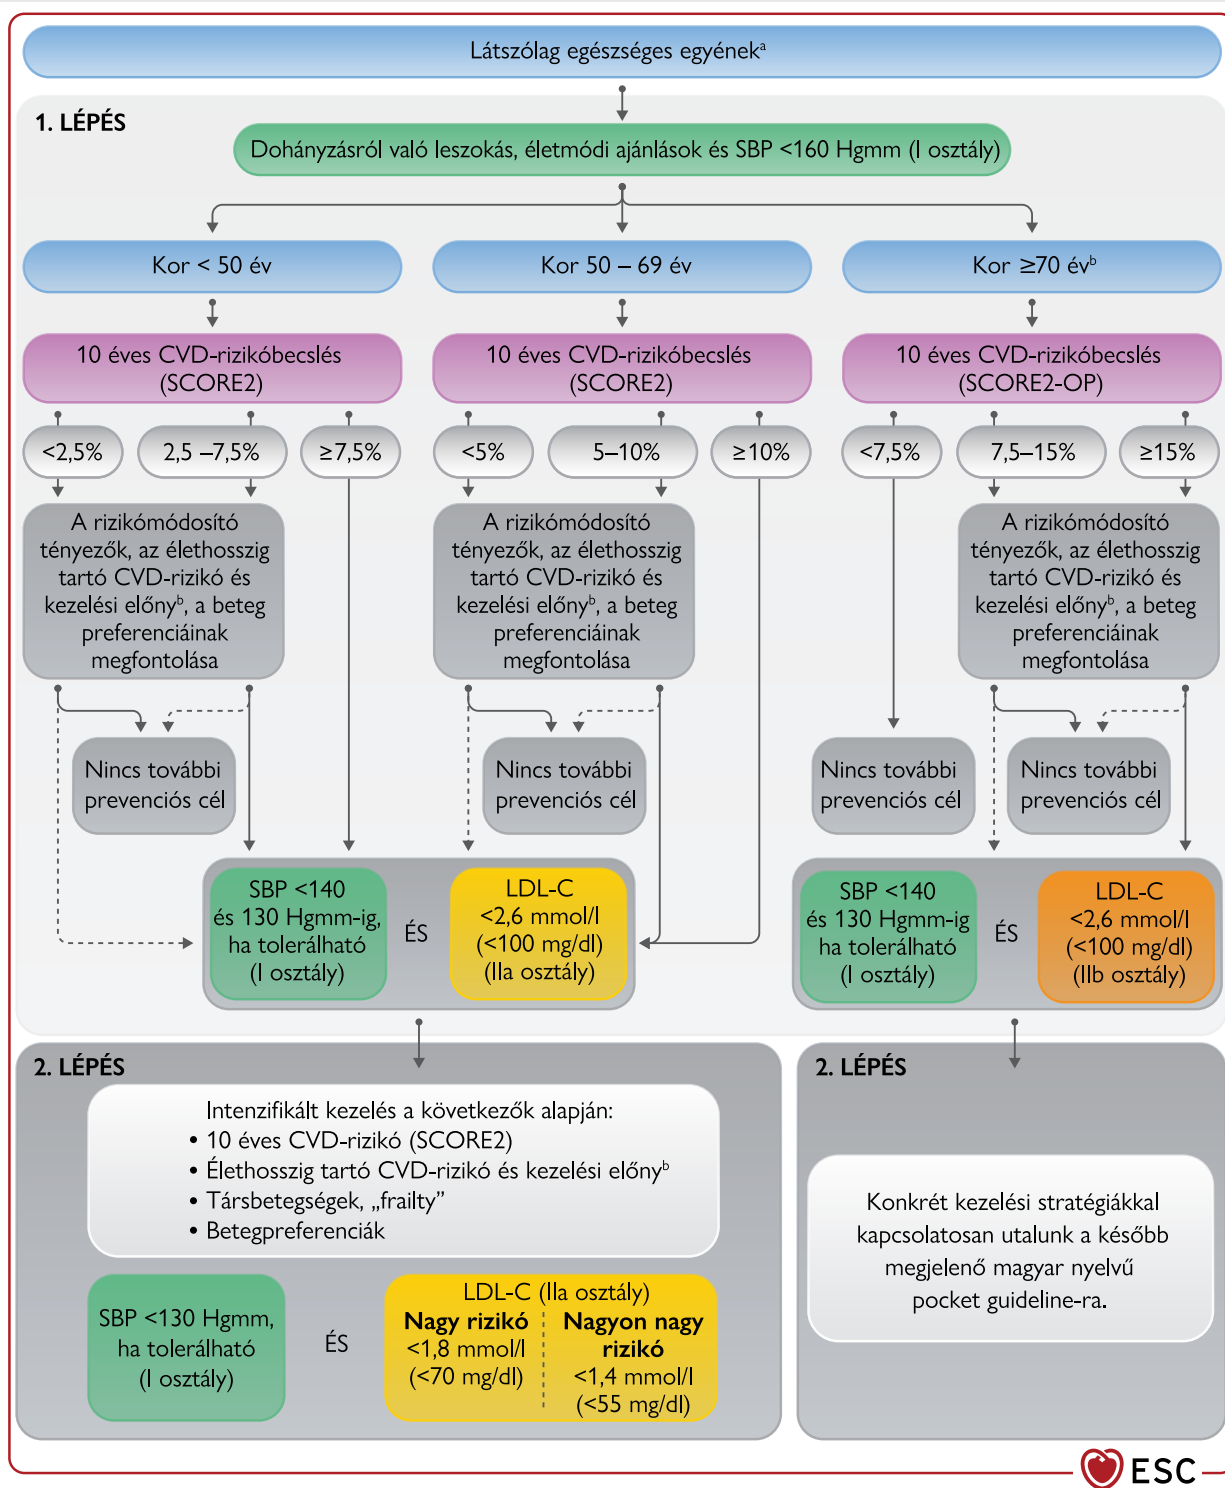 Látszólag egészséges egyének^a
1. LÉPÉS
Dohányzásról való leszokás, életmódi ajánlások és SBP <160 Hgmm (I osztály)
Kor < 50 év
Kor 50 – 69 év
Kor ≥70 év^b
10 éves CVD-rizikóbecslés
(SCORE2)
10 éves CVD-rizikóbecslés
(SCORE2)
10 éves CVD-rizikóbecslés
(SCORE2-OP)
<2,5%
2,5 –7,5%
≥7,5%
<5%
5–10%
≥10%
<7,5%
7,5–15%
≥15%
A rizikómódosító
tényezők, az élethosszig
tartó CVD-rizikó és
kezelési előny^b, a beteg
preferenciáinak
megfontolása
A rizikómódosító
tényezők, az élethosszig
tartó CVD-rizikó és
kezelési előny^b, a beteg
preferenciáinak
megfontolása
A rizikómódosító
tényezők, az élethosszig
tartó CVD-rizikó és
kezelési előny^b, a beteg
preferenciáinak
megfontolása
Nincs további
prevenciós cél
Nincs további
prevenciós cél
Nincs további
prevenciós cél
Nincs további
prevenciós cél
SBP <140
és 130 Hgmm-ig,
ha tolerálható
(I osztály)
ÉS
LDL-C
<2,6 mmol/l
(<100 mg/dl)
(IIa osztály)
SBP <140
és 130 Hgmm-ig
ha tolerálható
(I osztály)
ÉS
LDL-C
<2,6 mmol/l
(<100 mg/dl)
(IIb osztály)
2. LÉPÉS
Intenzifikált kezelés a következők alapján:
• 10 éves CVD-rizikó (SCORE2)
• Élethosszig tartó CVD-rizikó és kezelési előny^b
• Társbetegségek, „frailty”
• Betegpreferenciák
SBP <130 Hgmm,
ha tolerálható
(I osztály)
ÉS
LDL-C (IIa osztály)
Nagy rizikó
<1,8 mmol/l
(<70 mg/dl)
Nagyon nagy
rizikó
<1,4 mmol/l
(<55 mg/dl)
2. LÉPÉS
Konkrét kezelési stratégiákkal
kapcsolatosan utalunk a később
megjelenő magyar nyelvű
pocket guideline-ra.
ESC